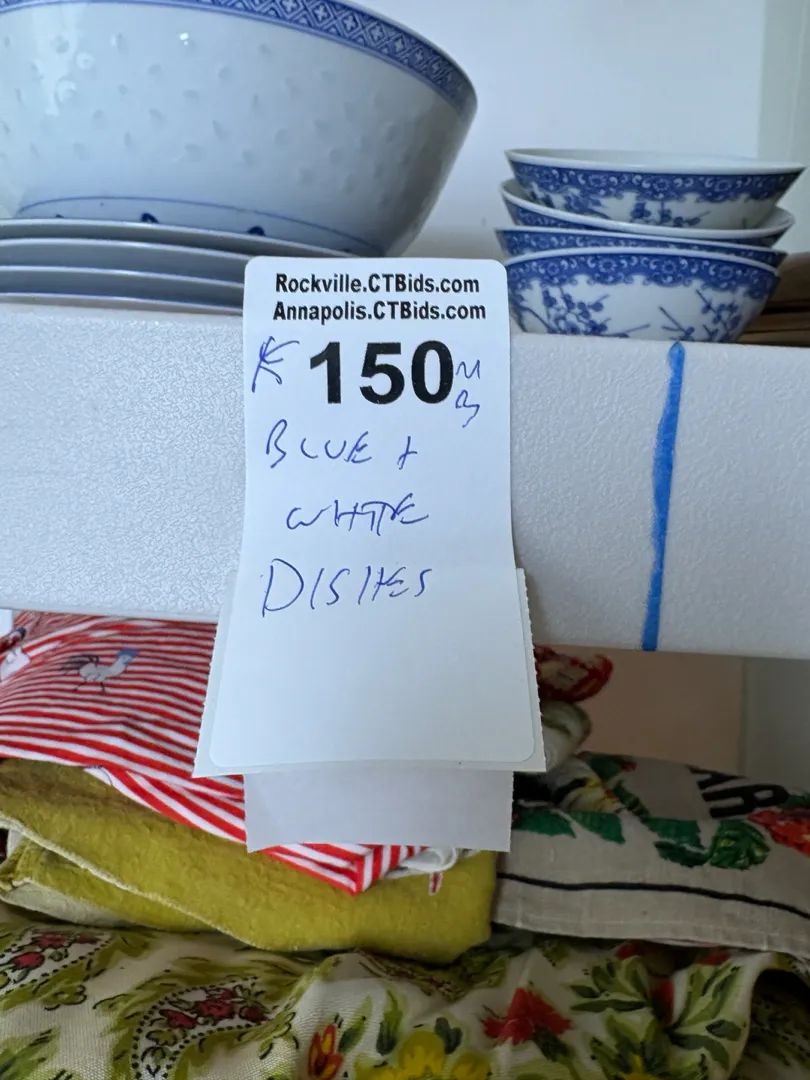 Rockville.CTBids.com
Annapolis.CTBids.com
K 150 M
B
BLUE +
WHITE
DISHES